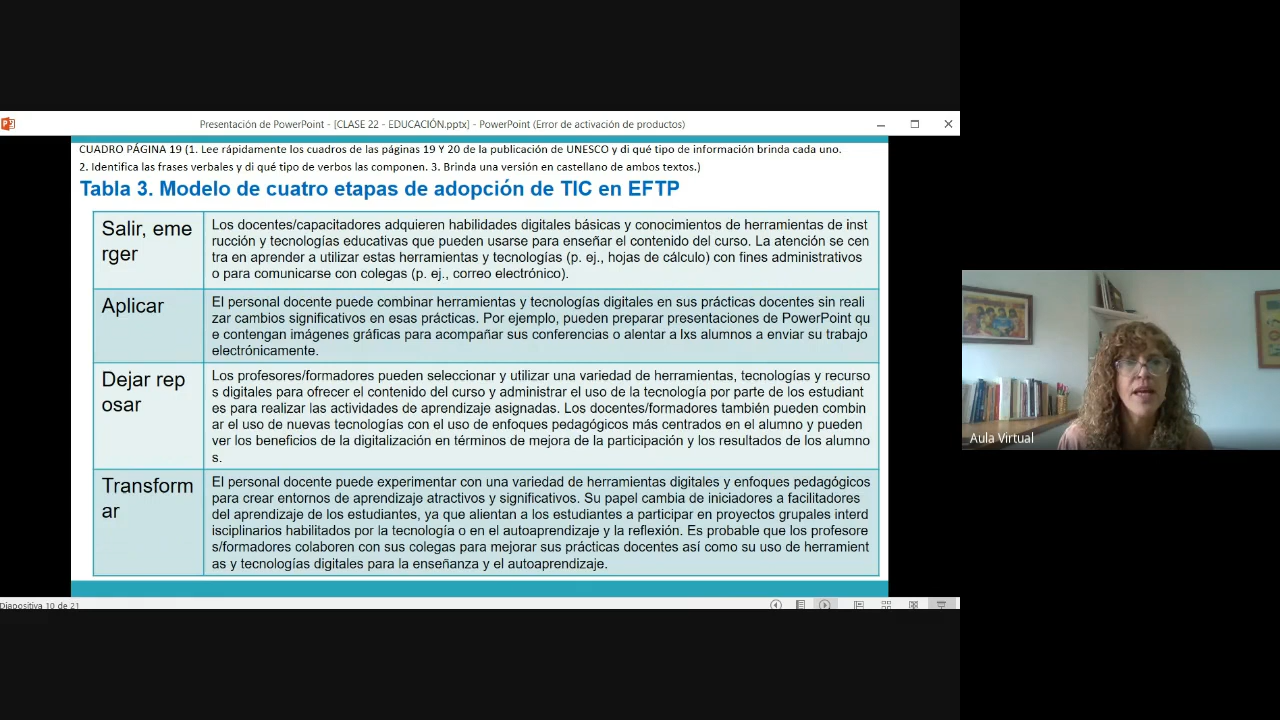 Presentación de PowerPoint - [CLASE 22 - EDUCACIÓN.pptx] - PowerPoint (Error de activación de productos)
CUADRO PÁGINA 19 (1. Lee rápidamente los cuadros de las páginas 19 Y 20 de la publicación de UNESCO y di qué tipo de información brinda cada uno.
2. Identifica las frases verbales y di qué tipo de verbos las componen. 3. Brinda una versión en castellano de ambos textos.)
Tabla 3. Modelo de cuatro etapas de adopción de TIC en EFTP
Salir, eme
rger
Los docentes/capacitadores adquieren habilidades digitales básicas y conocimientos de herramientas de inst
rucción y tecnologías educativas que pueden usarse para enseñar el contenido del curso. La atención se cen
tra en aprender a utilizar estas herramientas y tecnologías (p. ej., hojas de cálculo) con fines administrativos
o para comunicarse con colegas (p. ej., correo electrónico).
Aplicar
El personal docente puede combinar herramientas y tecnologías digitales en sus prácticas docentes sin reali
zar cambios significativos en esas prácticas. Por ejemplo, pueden preparar presentaciones de PowerPoint qu
e contengan imágenes gráficas para acompañar sus conferencias o alentar a lxs alumnos a enviar su trabajo
electrónicamente.
Dejar rep
osar
Los profesores/formadores pueden seleccionar y utilizar una variedad de herramientas, tecnologías y recurso
s digitales para ofrecer el contenido del curso y administrar el uso de la tecnología por parte de los estudiant
es para realizar las actividades de aprendizaje asignadas. Los docentes/formadores también pueden combin
ar el uso de nuevas tecnologías con el uso de enfoques pedagógicos más centrados en el alumno y pueden
ver los beneficios de la digitalización en términos de mejora de la participación y los resultados de los alumno
s.
Transform
ar
El personal docente puede experimentar con una variedad de herramientas digitales y enfoques pedagógicos
para crear entornos de aprendizaje atractivos y significativos. Su papel cambia de iniciadores a facilitadores
del aprendizaje de los estudiantes, ya que alientan a los estudiantes a participar en proyectos grupales interd
isciplinarios habilitados por la tecnología o en el autoaprendizaje y la reflexión. Es probable que los profesore
s/formadores colaboren con sus colegas para mejorar sus prácticas docentes así como su uso de herramient
as y tecnologías digitales para la enseñanza y el autoaprendizaje.
Diapositiva 10 de 21
Aula Virtual